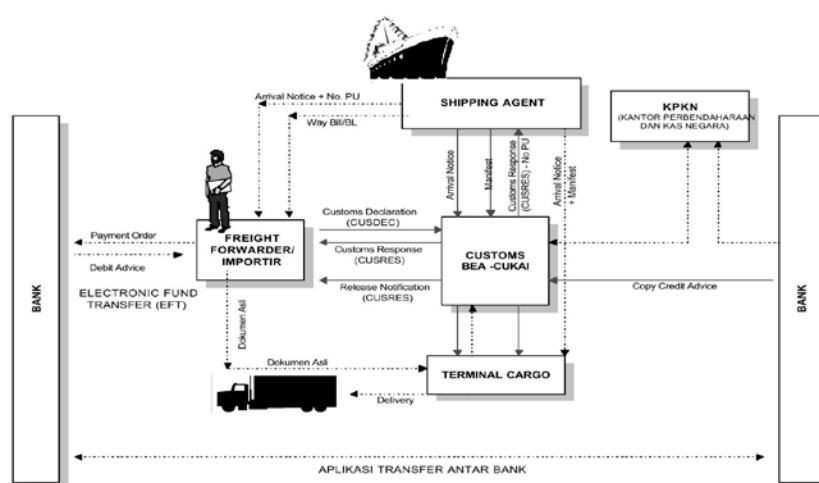 SHIPPING AGENT
KPKN
(KANTOR PERBENDAHARAAN
DAN KAS NEGARA)
Arrival Notice + No. PU
Way Bill/BL
Arrival Notice
Manifest
Customs Response
(CUSRES) - No PU
Arrival Notice
+ Manifest
BANK
Payment Order
Debit Advice
ELECTRONIC FUND
TRANSFER (EFT)
FREIGHT
FORWARDER/
IMPORTIR
Customs Declaration
(CUSDEC)
Customs Response
(CUSRES)
Release Notification
(CUSRES)
CUSTOMS
BEA -CUKAI
Copy Credit Advice
BANK
Dokumen Asli
Dokumen Asli
TERMINAL CARGO
Delivery
APLIKASI TRANSFER ANTAR BANK